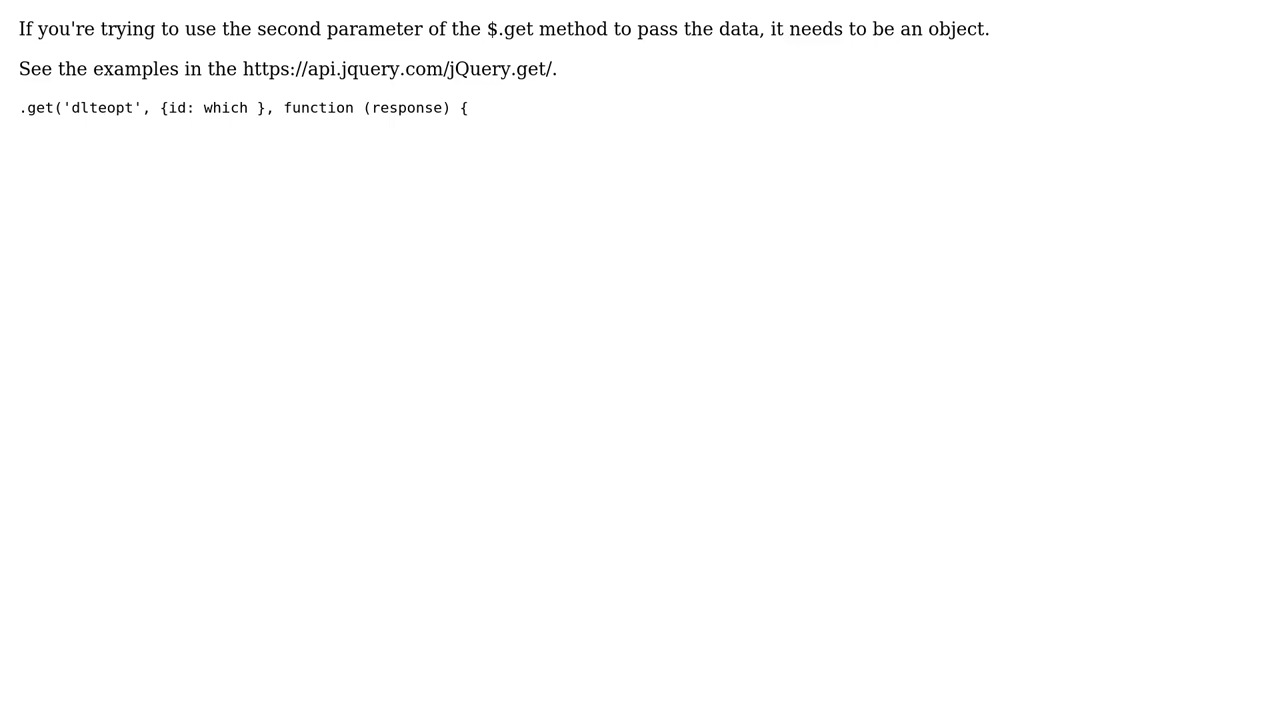 If you're trying to use the second parameter of the $.get method to pass the data, it needs to be an object.
See the examples in the https://api.jquery.com/jQuery.get/.
.get('dlteopt', {id: which }, function (response) {